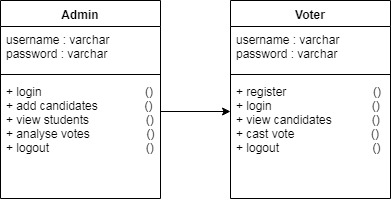 Admin
username : varchar
password : varchar
+ login ()
+ add candidates ()
+ view students ()
+ analyse votes ()
+ logout ()
Voter
username : varchar
password : varchar
+ register ()
+ login ()
+ view candidates ()
+ cast vote ()
+ logout ()